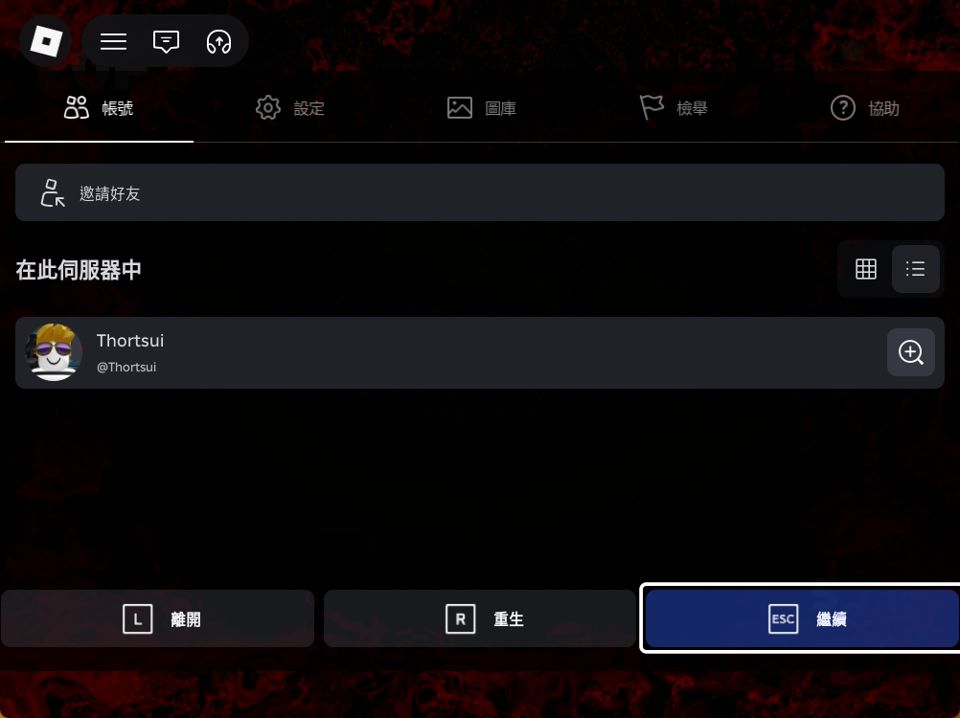 帳號
設定
圖庫
檢舉
協助
邀請好友
在此伺服器中
Thortsui
@Thortsui
L 離開
R 重生
ESC 繼續